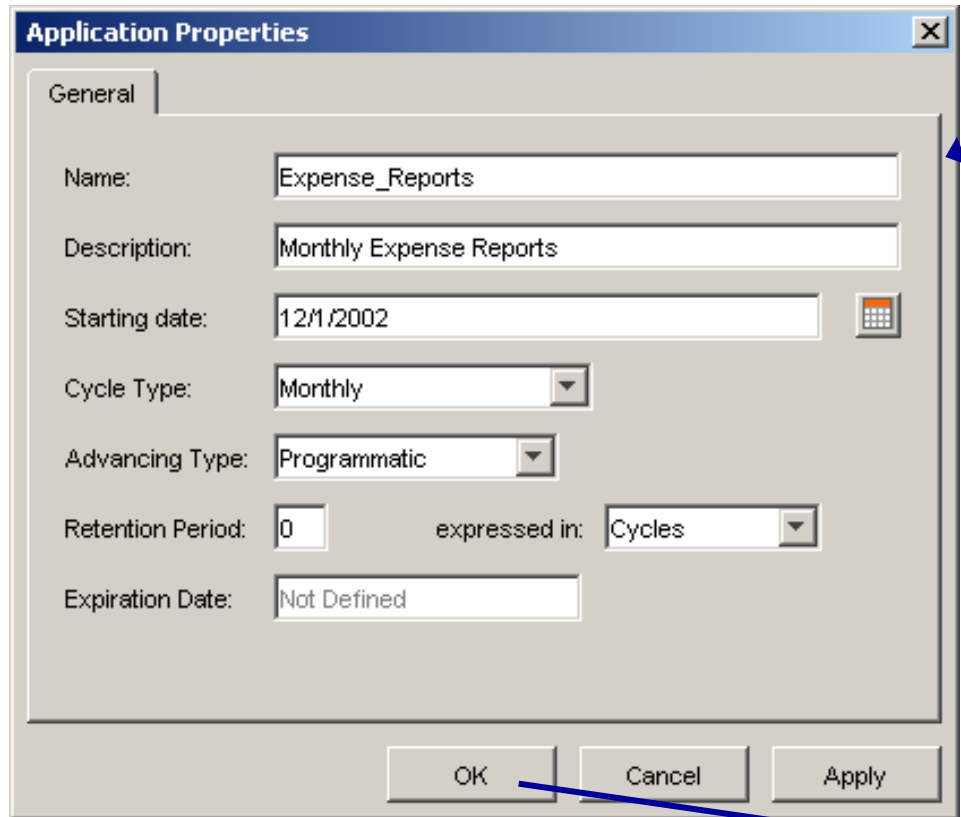 Application Properties
General
Name: Expense_Reports
Description: Monthly Expense Reports
Starting date: 12/1/2002
Cycle Type: Monthly
Advancing Type: Programmatic
Retention Period: 0 expressed in: Cycles
Expiration Date: Not Defined
OK Cancel Apply